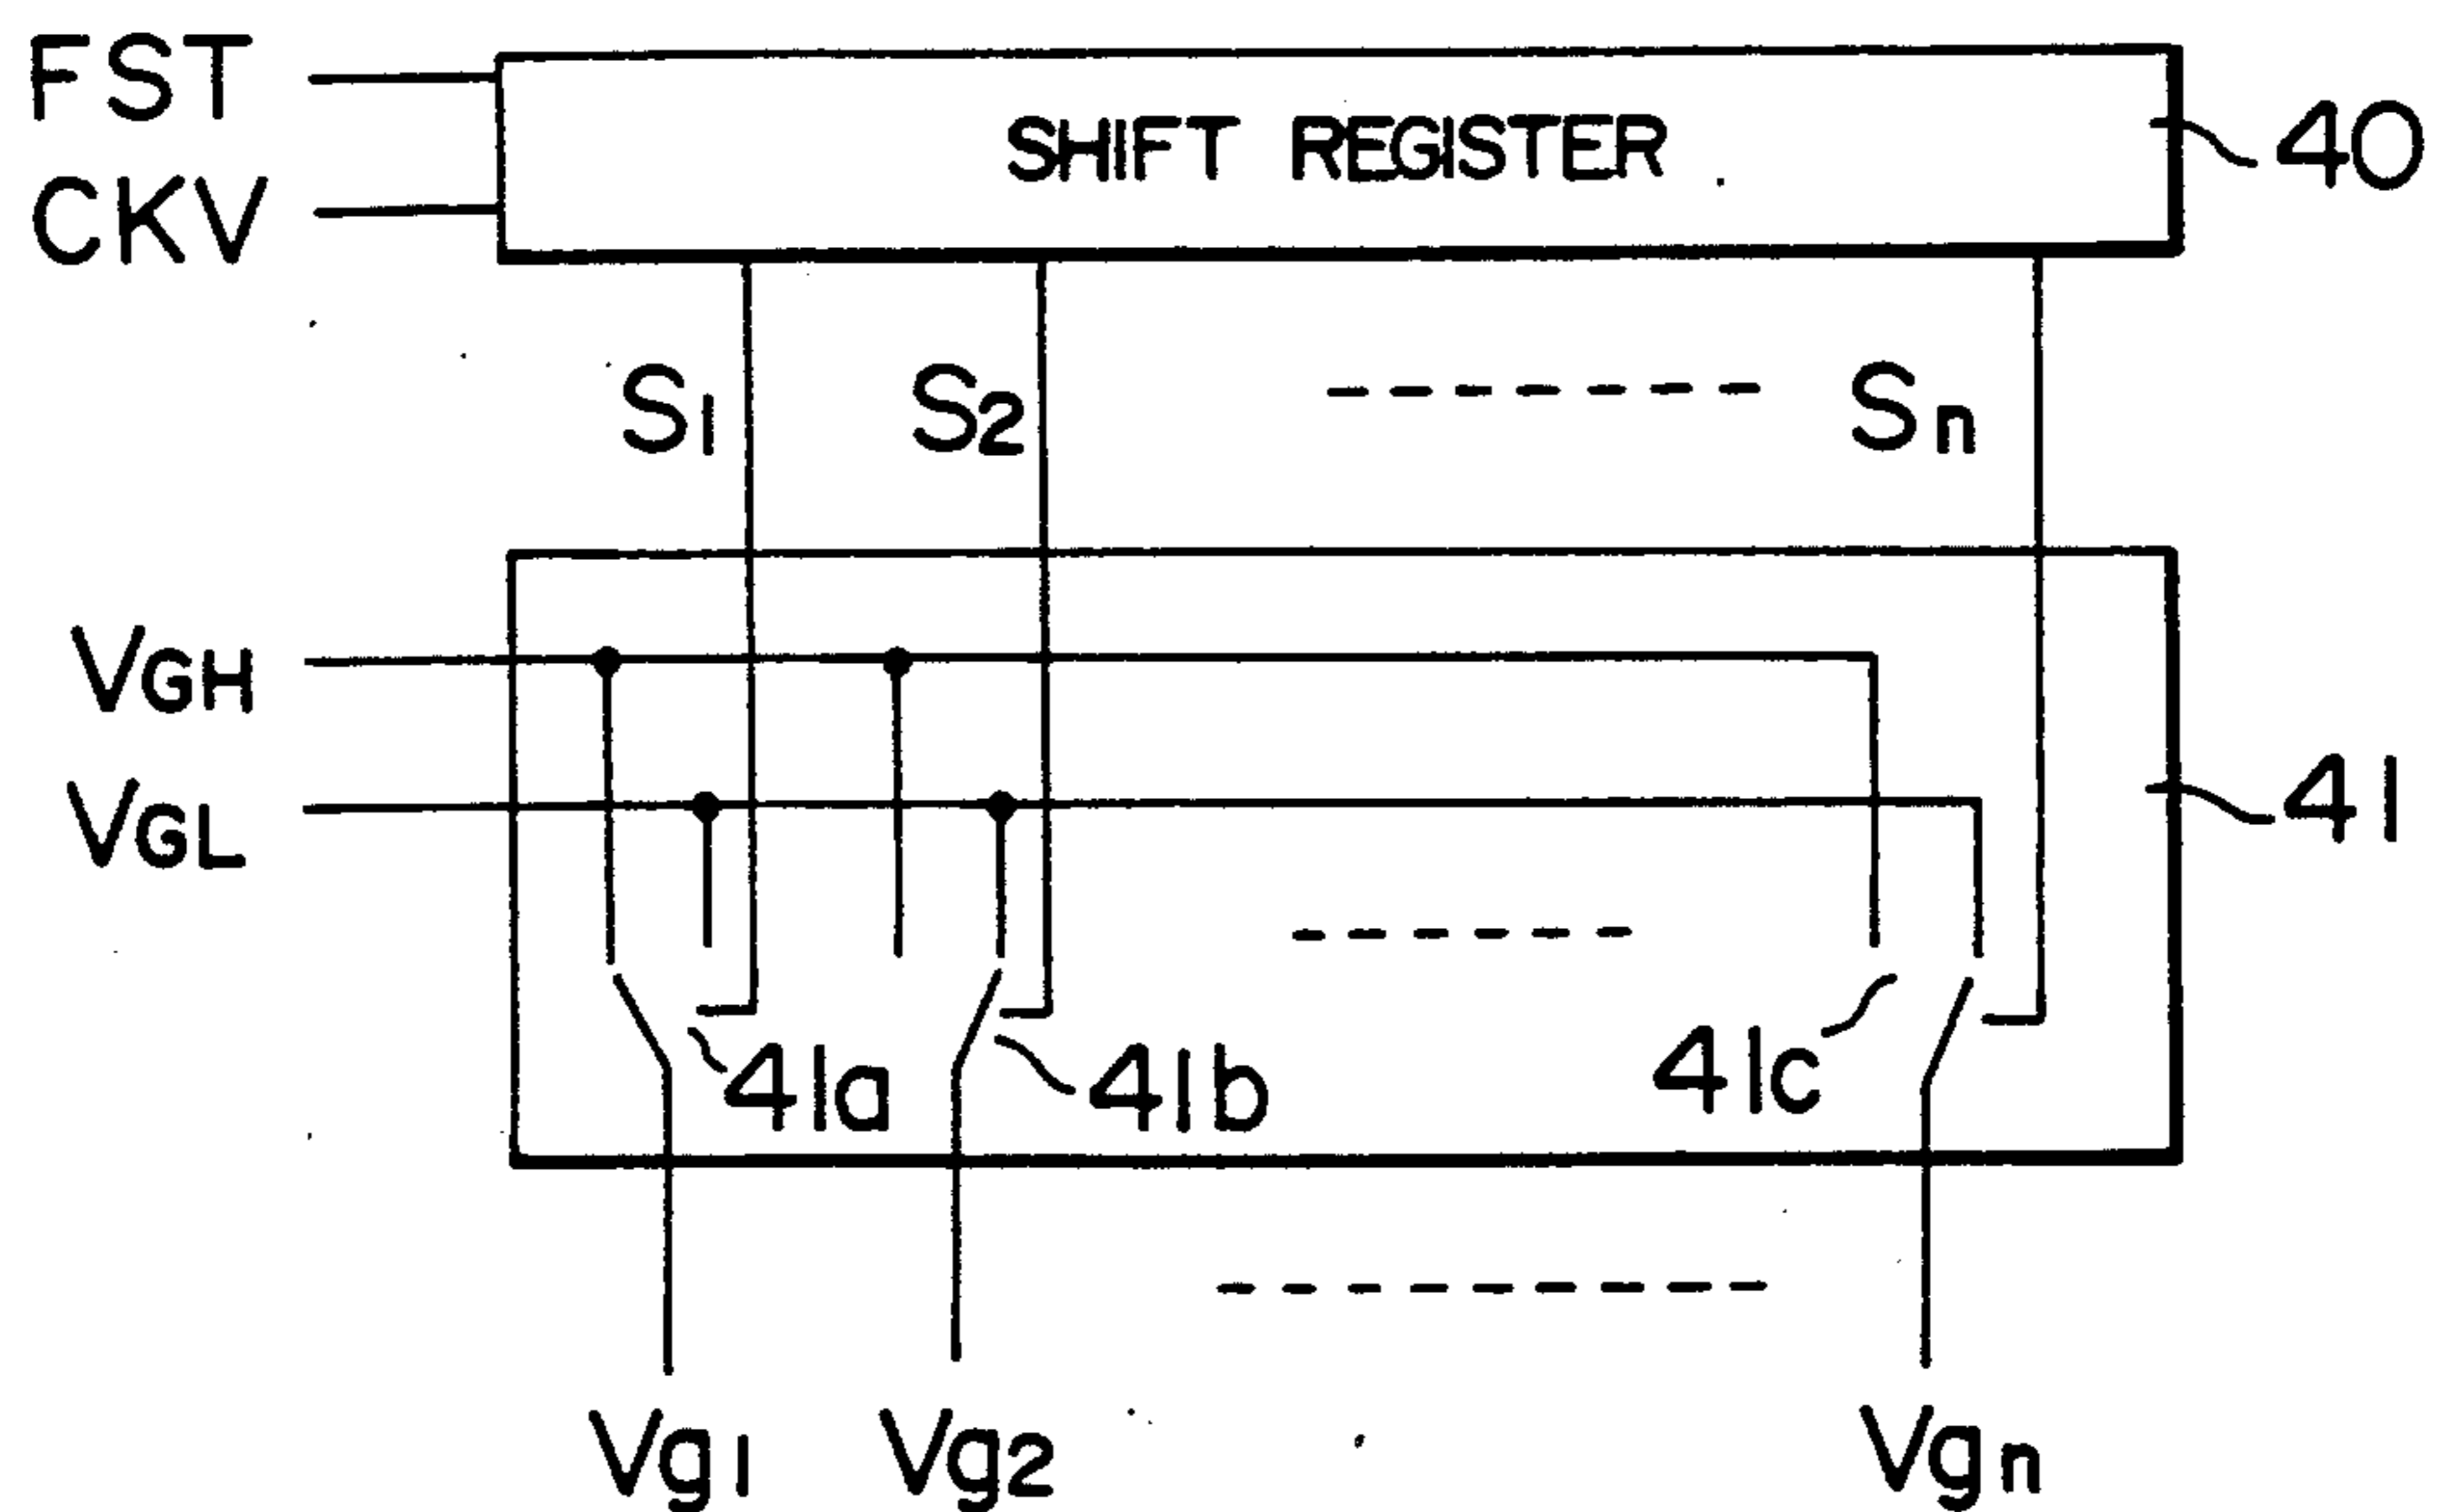 FST
SHIFT REGISTER
40
CKV
S1
S2
Sn
VGH
VGL
41
41a
41b
41c
Vg1
Vg2
Vgn